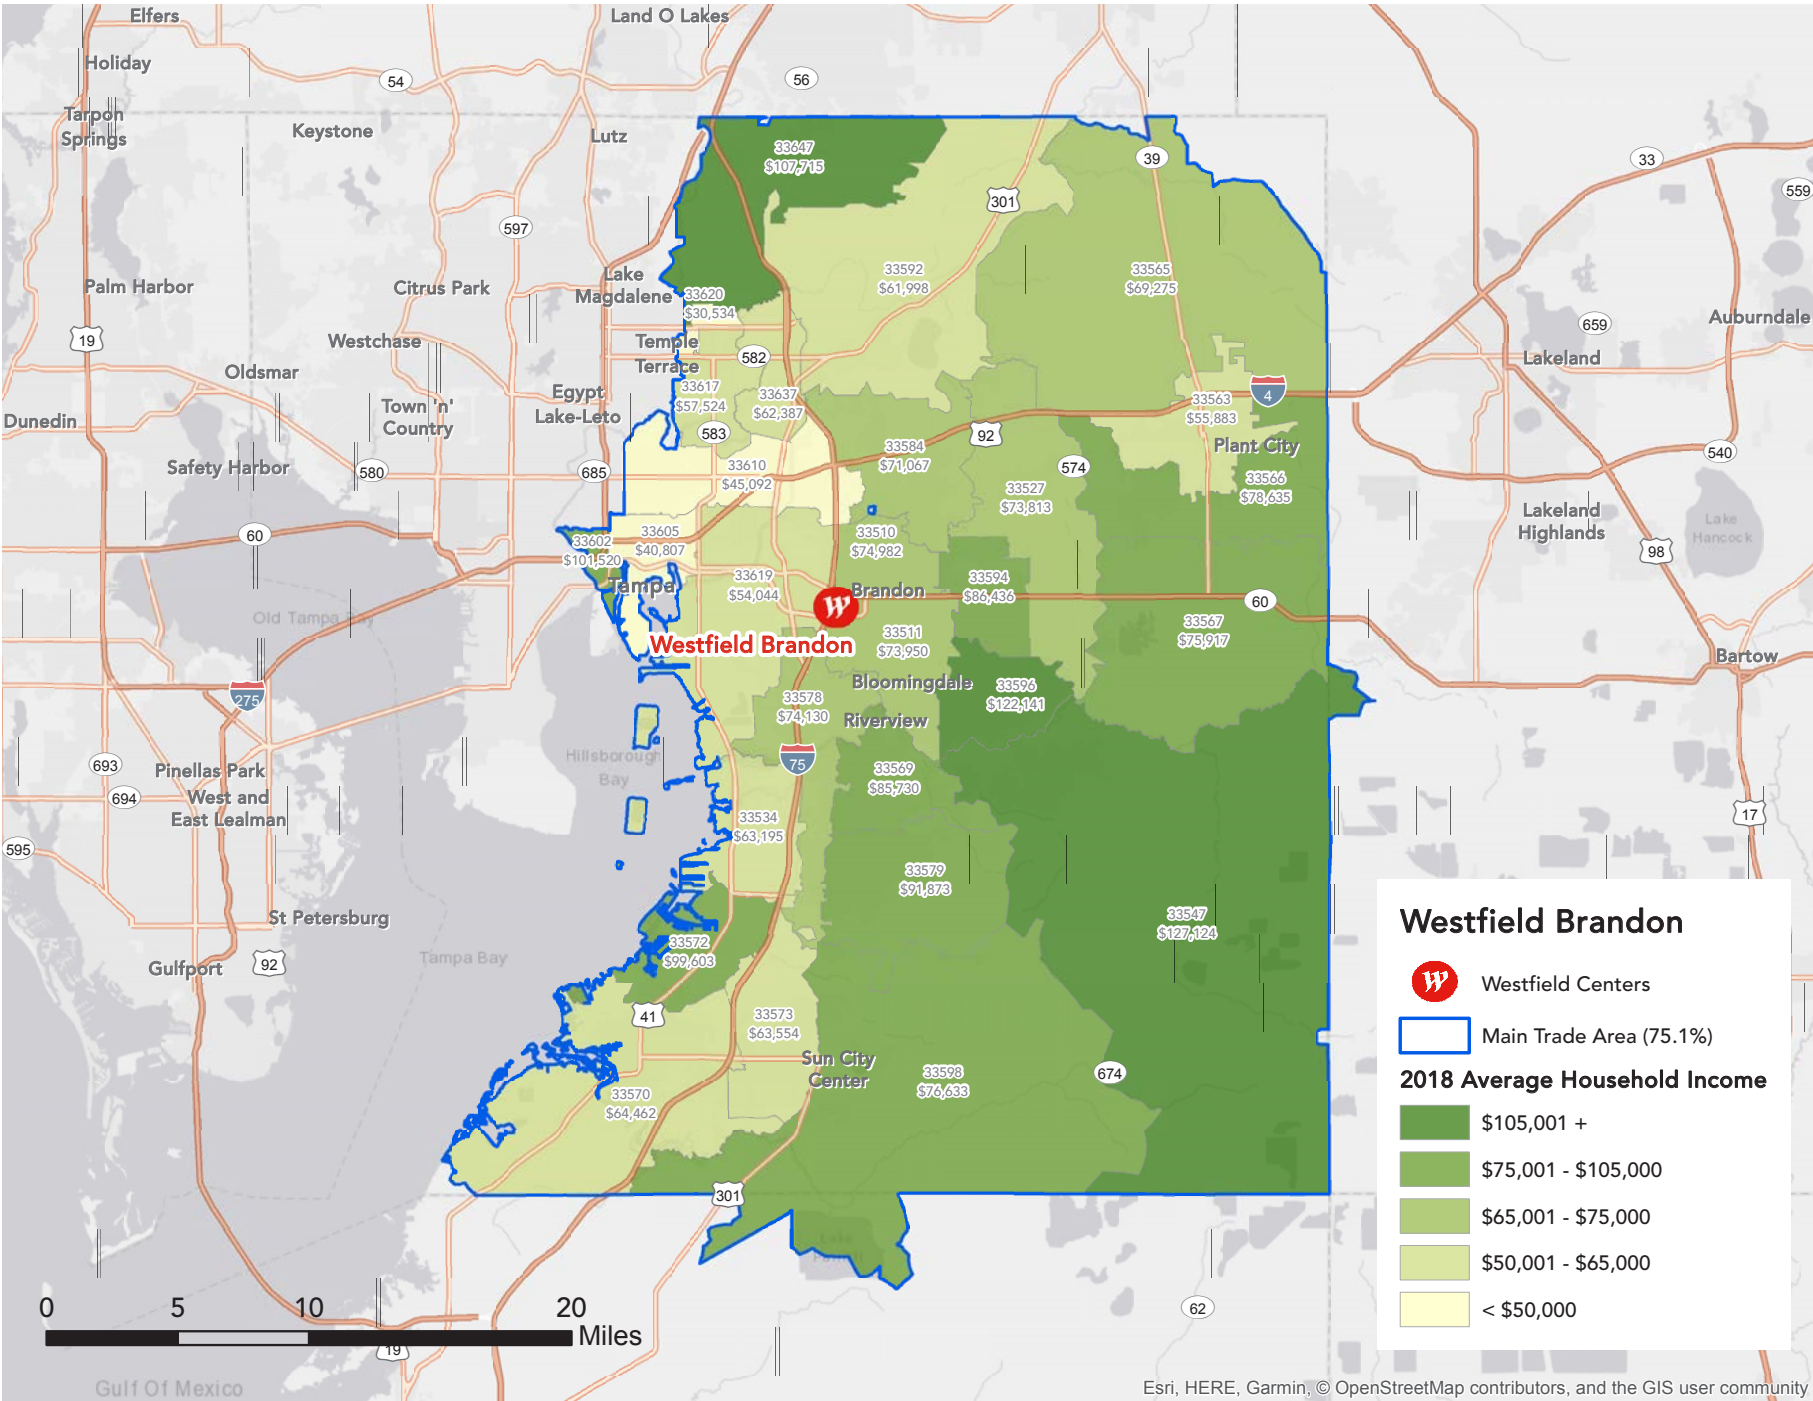 Elfers
Land O Lakes
Holiday
54
56
Tarpon
Springs
Keystone
Lutz
33647
$107,715
39
33
559
301
597
Palm Harbor
Citrus Park
Lake
Magdalene
33620
$30,534
33592
$61,998
33565
$69,275
19
Westchase
Temple
Terrace
582
659
Auburndale
Lakeland
Oldsmar
Egypt
Lake-Leto
33617
$57,524
33637
$62,387
33563
$55,883
4
Dunedin
Town 'n'
Country
583
92
Plant City
Safety Harbor
580
685
33610
$45,092
33584
$71,067
574
540
33527
$73,813
33566
$78,635
Lakeland
Highlands
Lake
Hancock
60
33602
$101,520
33605
$40,807
33510
$74,982
98
33619
$54,044
Brandon
33594
$86,436
60
Tampa
Old Tampa Bay
Westfield Brandon
33511
$73,950
33567
$75,917
Bartow
275
Bloomingdale
33596
$122,141
33578
$74,130
Riverview
Hillsborough
Bay
75
693
Pinellas Park
33569
$85,730
694
West and
East Lealman
33534
$63,195
17
595
33579
$91,873
St Petersburg
33572
$99,603
33547
$127,124
Gulfport
92
Tampa Bay
41
33573
$63,554
Sun City
Center
33598
$76,633
674
33570
$64,462
301
Lake
62
19
Gulf Of Mexico
0 5 10 20
Miles
Westfield Brandon
Westfield Centers
Main Trade Area (75.1%)
2018 Average Household Income
$105,001 +
$75,001 - $105,000
$65,001 - $75,000
$50,001 - $65,000
< $50,000
Esri, HERE, Garmin, © OpenStreetMap contributors, and the GIS user community